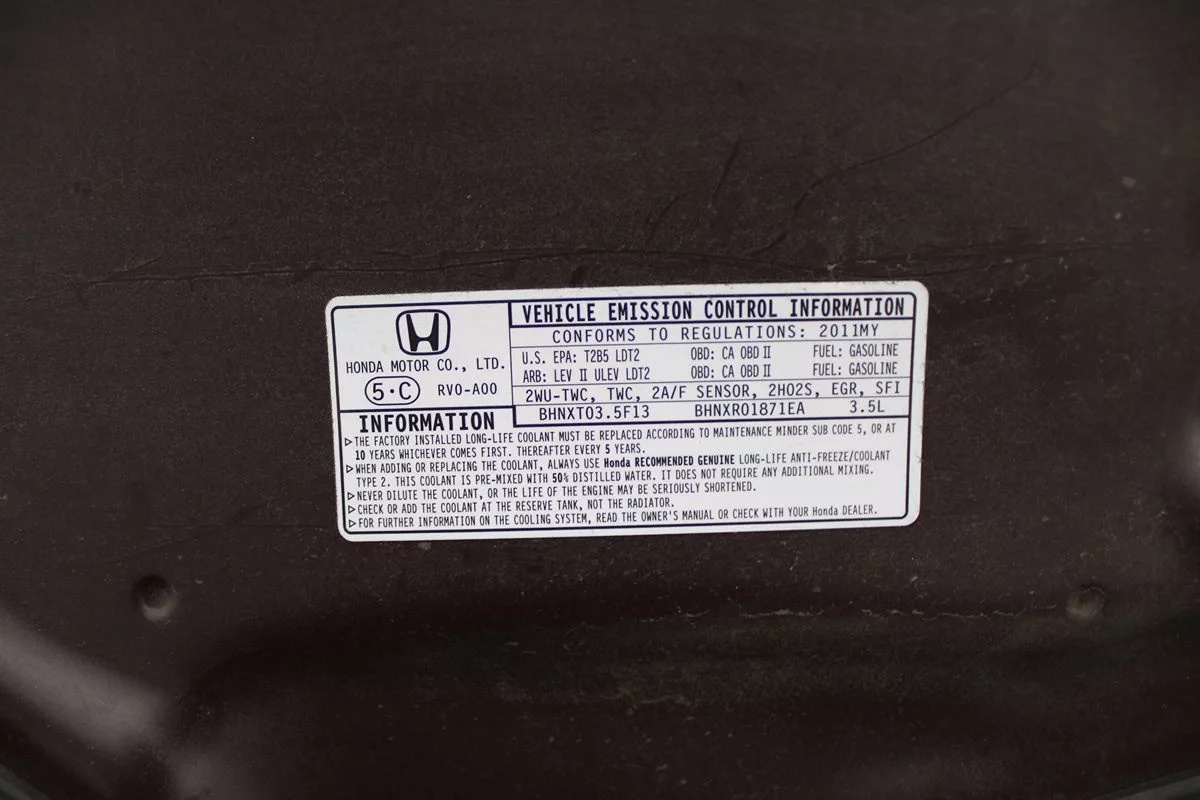 VEHICLE EMISSION CONTROL INFORMATION
CONFORMS TO REGULATIONS: 2011MY
HONDA MOTOR CO., LTD.
5·C RV0-A00
U.S. EPA: T2B5 LDT2 OBD: CA OBD II FUEL: GASOLINE
ARB: LEV II ULEV LDT2 OBD: CA OBD II FUEL: GASOLINE
2WU-TWC, TWC, 2A/F SENSOR, 2HO2S, EGR, SFI
BHNXT03.5F13 BHNXR01871EA 3.5L
INFORMATION
▷THE FACTORY INSTALLED LONG-LIFE COOLANT MUST BE REPLACED ACCORDING TO MAINTENANCE MINDER SUB CODE 5, OR AT
10 YEARS WHICHEVER COMES FIRST. THEREAFTER EVERY 5 YEARS.
▷WHEN ADDING OR REPLACING THE COOLANT, ALWAYS USE Honda RECOMMENDED GENUINE LONG-LIFE ANTI-FREEZE/COOLANT
TYPE 2. THIS COOLANT IS PRE-MIXED WITH 50% DISTILLED WATER. IT DOES NOT REQUIRE ANY ADDITIONAL MIXING.
▷NEVER DILUTE THE COOLANT, OR THE LIFE OF THE ENGINE MAY BE SERIOUSLY SHORTENED.
▷CHECK OR ADD THE COOLANT AT THE RESERVE TANK, NOT THE RADIATOR.
▷FOR FURTHER INFORMATION ON THE COOLING SYSTEM, READ THE OWNER'S MANUAL OR CHECK WITH YOUR Honda DEALER.